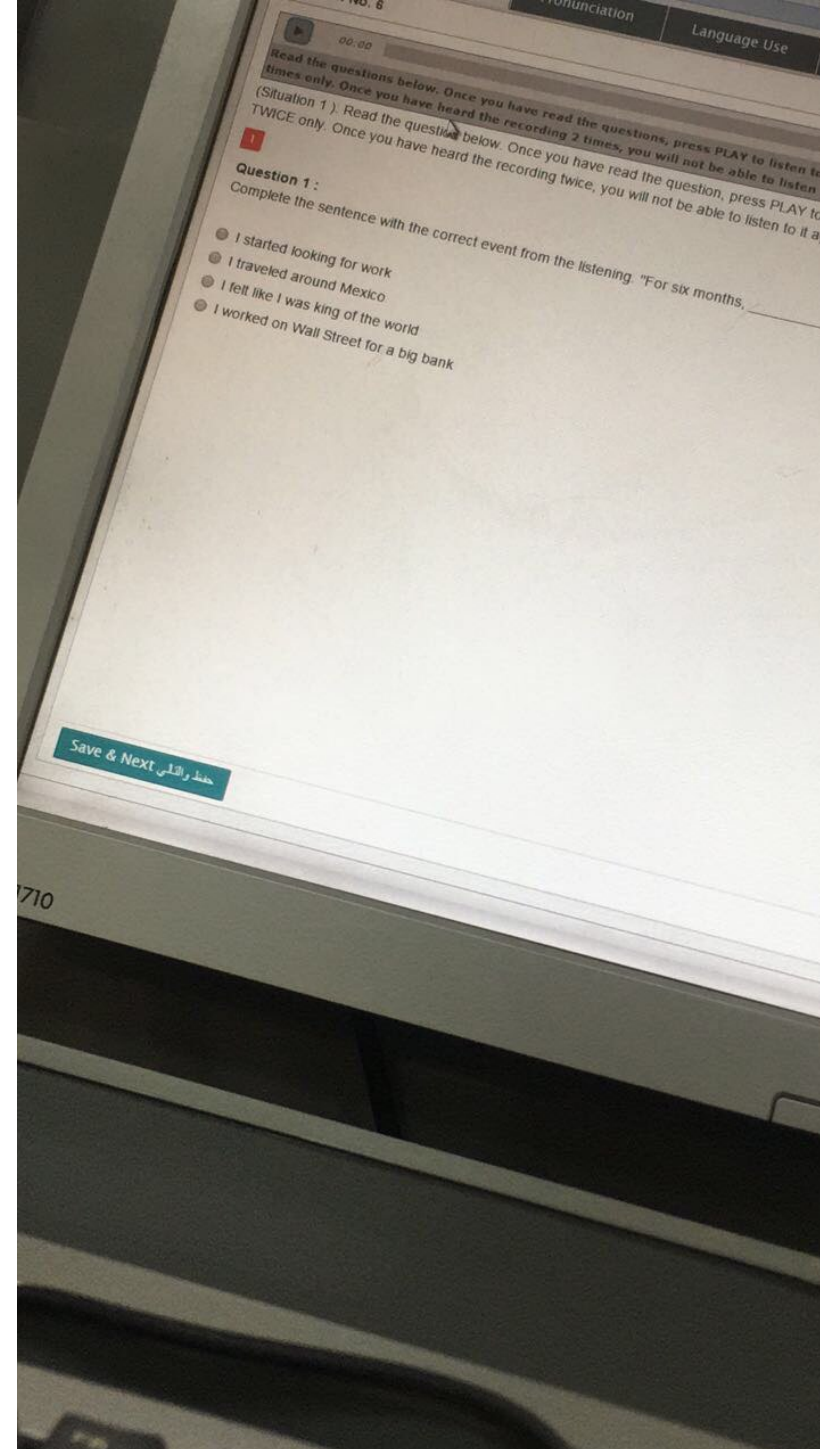 No. 6
Pronunciation
Language Use
00:00
Read the questions below. Once you have read the questions, press PLAY to listen to
times only. Once you have heard the recording 2 times, you will not be able to listen
(Situation 1 ). Read the question below. Once you have read the question, press PLAY to
TWICE only. Once you have heard the recording twice, you will not be able to listen to it a
1
Question 1 :
Complete the sentence with the correct event from the listening. "For six months,
I started looking for work
I traveled around Mexico
I felt like I was king of the world
I worked on Wall Street for a big bank
Save & Next حفظ والتالي
1710